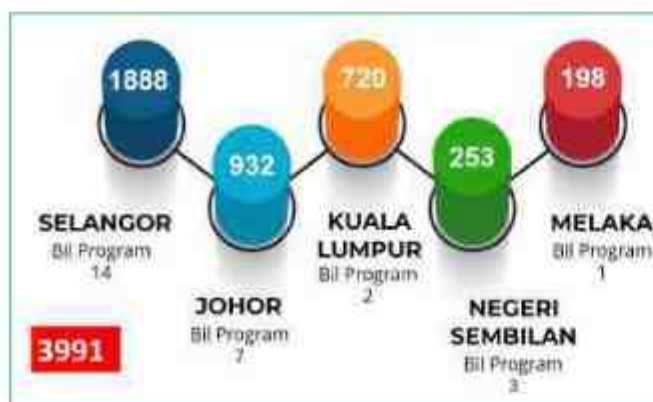 1888
SELANGOR
Bil Program
14
932
JOHOR
Bil Program
7
720
KUALA
LUMPUR
Bil Program
2
253
NEGERI
SEMBILAN
Bil Program
3
198
MELAKA
Bil Program
1
3991